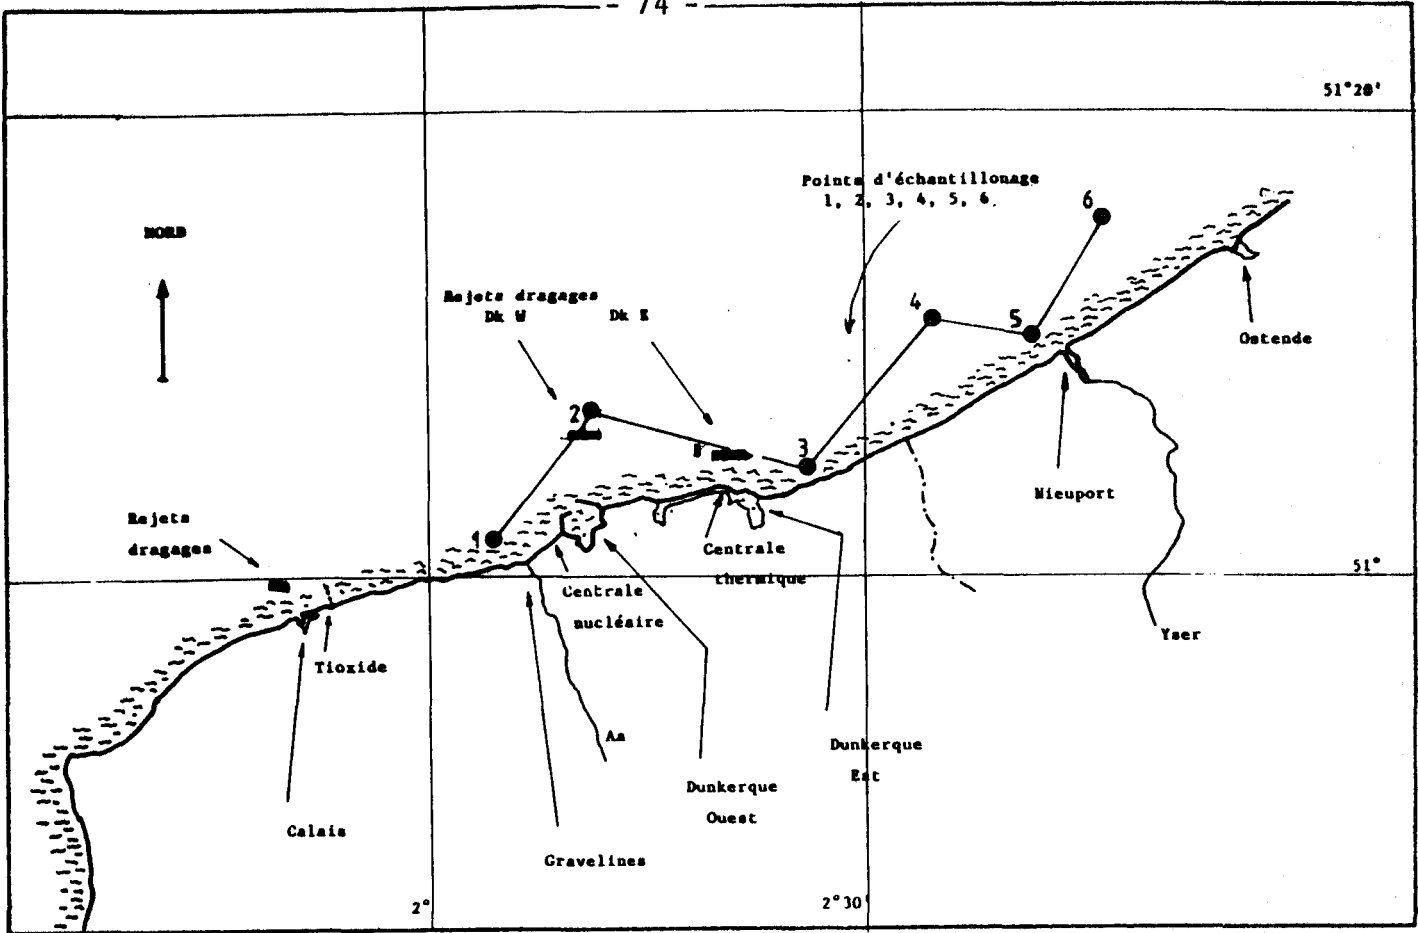 - 74 -
51°20'
Points d'échantillonage
1, 2, 3, 4, 5, 6.
6
NORD
Rejets dragages
Dk W
Dk E
4
5
Ostende
2
3
Nieuport
Rejets
dragages
1
Centrale
thermique
51°
Centrale
nucléaire
Yser
Tioxide
Aa
Dunkerque
Est
Dunkerque
Ouest
Calais
Gravelines
2°
2°30'